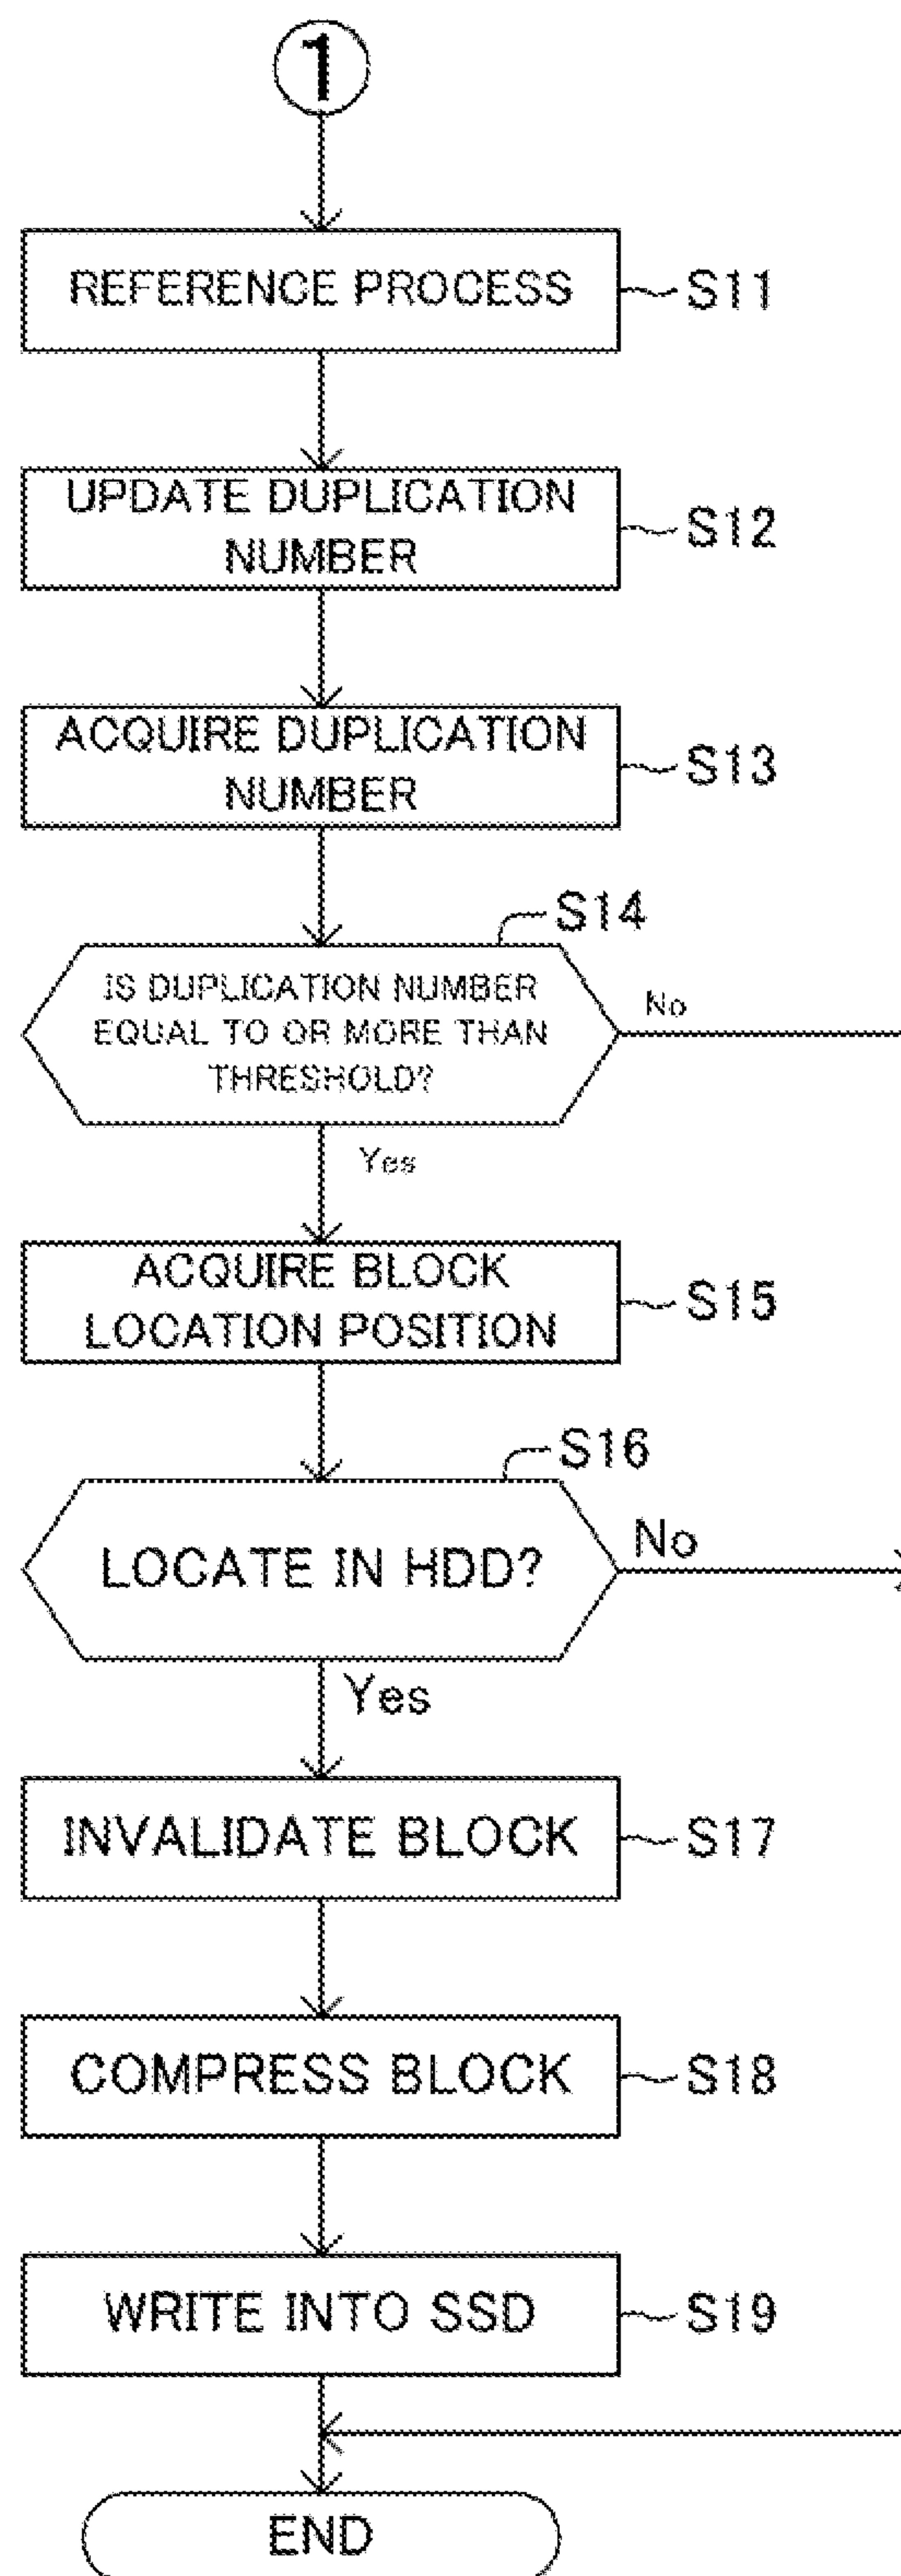 1
REFERENCE PROCESS
S11
UPDATE DUPLICATION
NUMBER
S12
ACQUIRE DUPLICATION
NUMBER
S13
S14
IS DUPLICATION NUMBER
EQUAL TO OR MORE THAN
THRESHOLD?
No
Yes
ACQUIRE BLOCK
LOCATION POSITION
S15
S16
LOCATE IN HDD?
No
Yes
INVALIDATE BLOCK
S17
COMPRESS BLOCK
S18
WRITE INTO SSD
S19
END